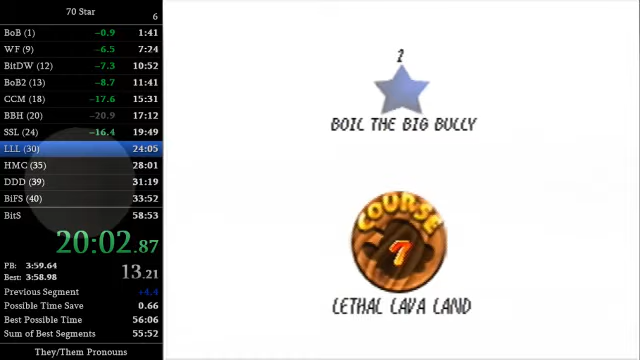 70 Star
6
BoB (1) −0.9 1:41
WF (9) −6.5 7:24
BitDW (12) −7.3 10:52
BoB2 (13) −8.7 11:41
CCM (18) −17.6 15:31
BBH (20) −20.9 17:12
SSL (24) −16.4 19:49
LLL (30) 24:05
HMC (35) 28:01
DDD (39) 31:19
BiFS (40) 33:52
BitS 58:53
20:02.87
PB: 3:59.64
Best: 3:58.98
13.21
Previous Segment +4.4
Possible Time Save 0.66
Best Possible Time 56:06
Sum of Best Segments 55:52
They/Them Pronouns
2
BOIL THE BIG BULLY
COURSE
7
LETHAL LAVA LAND